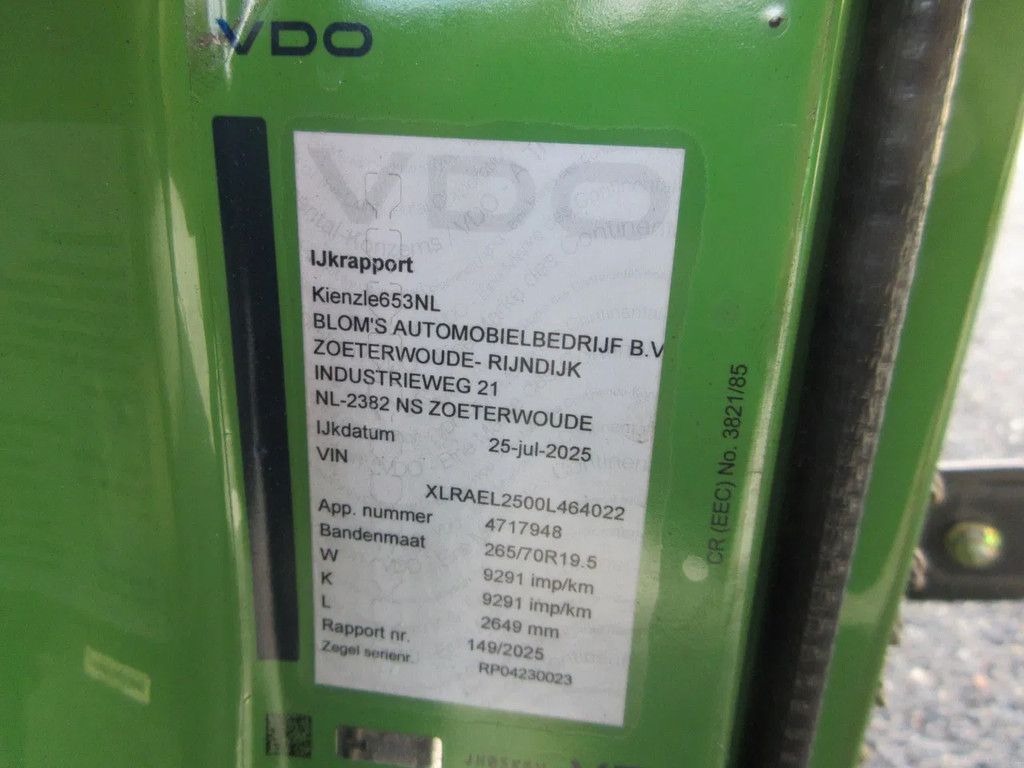 VDO
VDO
IJkrapport
Kienzle653NL
BLOM'S AUTOMOBIELBEDRIJF B.V
ZOETERWOUDE- RIJNDIJK
INDUSTRIEWEG 21
NL-2382 NS ZOETERWOUDE
IJkdatum 25-jul-2025
VIN
XLRAEL2500L464022
App. nummer 4717948
Bandenmaat 265/70R19.5
W 9291 imp/km
K 9291 imp/km
L 2649 mm
Rapport nr. 149/2025
Zegel serienr. RP04230023
CR (EEC) No. 3821/85